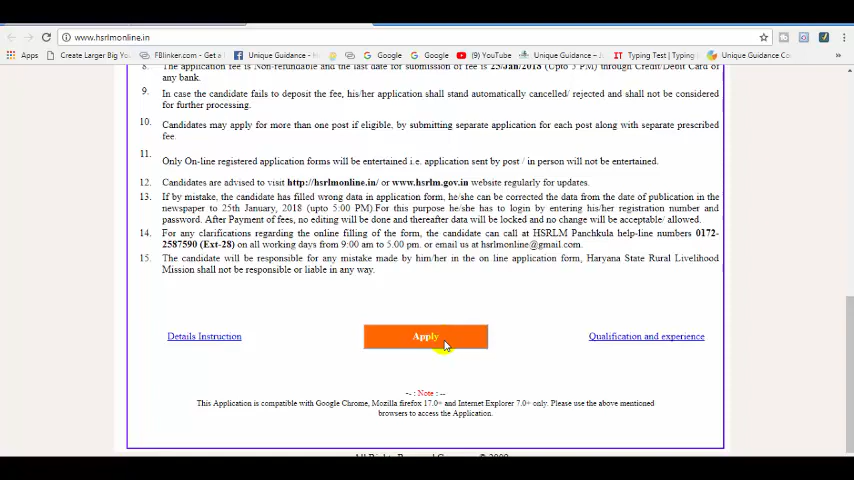 www.hsrlmonline.in
Apps Create Larger Big Yo FBlinker.com - Get a Unique Guidance - H Google Google (9) YouTube Unique Guidance – Typing Test | Typing Unique Guidance Co »
8. The application fee is Non-refundable and the last date for submission of fee is 25/Jan/2018 (Upto 5 PM) through Credit/Debit Card of
any bank.
9. In case the candidate fails to deposit the fee, his/her application shall stand automatically cancelled/ rejected and shall not be considered
for further processing.
10. Candidates may apply for more than one post if eligible, by submitting separate application for each post along with separate prescribed
fee.
11. Only On-line registered application forms will be entertained i.e. application sent by post / in person will not be entertained.
12. Candidates are advised to visit http://hsrlmonline.in/ or www.hsrlm.gov.in website regularly for updates.
13. If by mistake, the candidate has filled wrong data in application form, he/she can be corrected the data from the date of publication in the
newspaper to 25th January, 2018 (upto 5:00 PM).For this purpose he/she has to login by entering his/her registration number and
password. After Payment of fees, no editing will be done and thereafter data will be locked and no change will be acceptable/ allowed.
14. For any clarifications regarding the online filling of the form, the candidate can call at HSRLM Panchkula help-line numbers 0172-
2587590 (Ext-28) on all working days from 9:00 am to 5.00 pm. or email us at hsrlmonline@gmail.com.
15. The candidate will be responsible for any mistake made by him/her in the on line application form, Haryana State Rural Livelihood
Mission shall not be responsible or liable in any way.
Details Instruction Apply Qualification and experience
-- : Note : --
This Application is compatible with Google Chrome, Mozilla firefox 17.0+ and Internet Explorer 7.0+ only. Please use the above mentioned
browsers to access the Application.